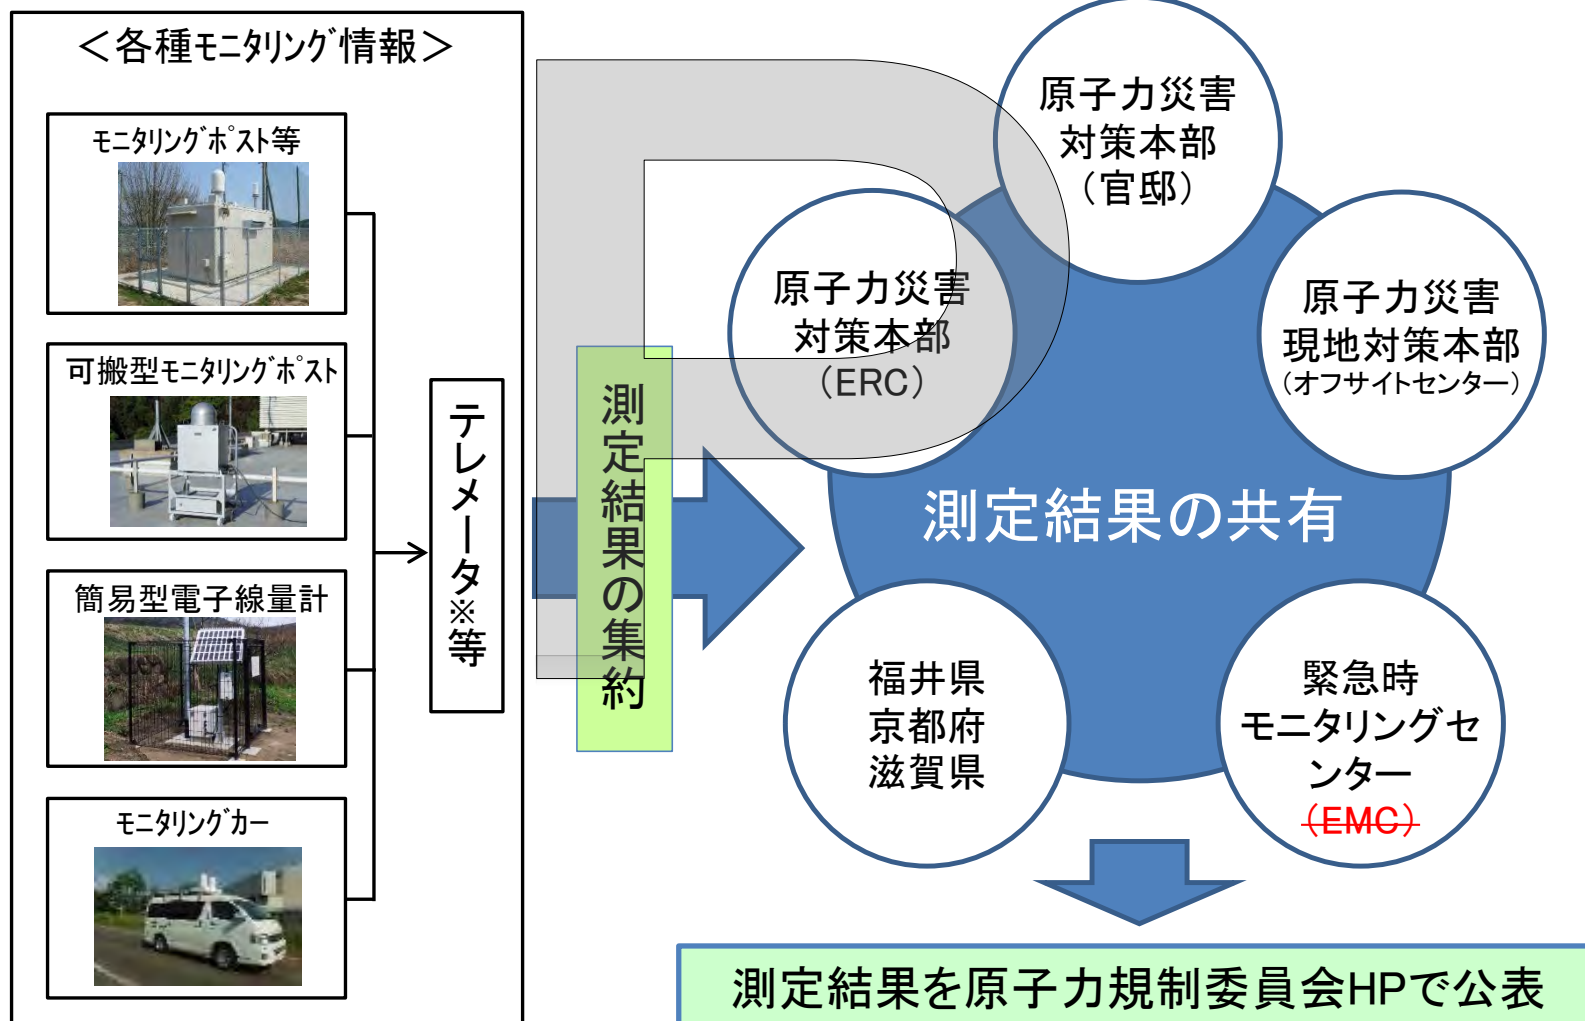 ＜各種ﾓﾆﾀﾘﾝｸﾞ情報＞
ﾓﾆﾀﾘﾝｸﾞﾎﾟｽﾄ等
可搬型ﾓﾆﾀﾘﾝｸﾞﾎﾟｽﾄ
簡易型電子線量計
ﾓﾆﾀﾘﾝｸﾞｶｰ
テレメータ※等
測定結果の集約
原子力災害
対策本部
（官邸）
原子力災害
対策本部
（ERC）
原子力災害
現地対策本部
（オフサイトセンター）
測定結果の共有
福井県
京都府
滋賀県
緊急時
モニタリングセ
ンター
（EMC）
測定結果を原子力規制委員会HPで公表